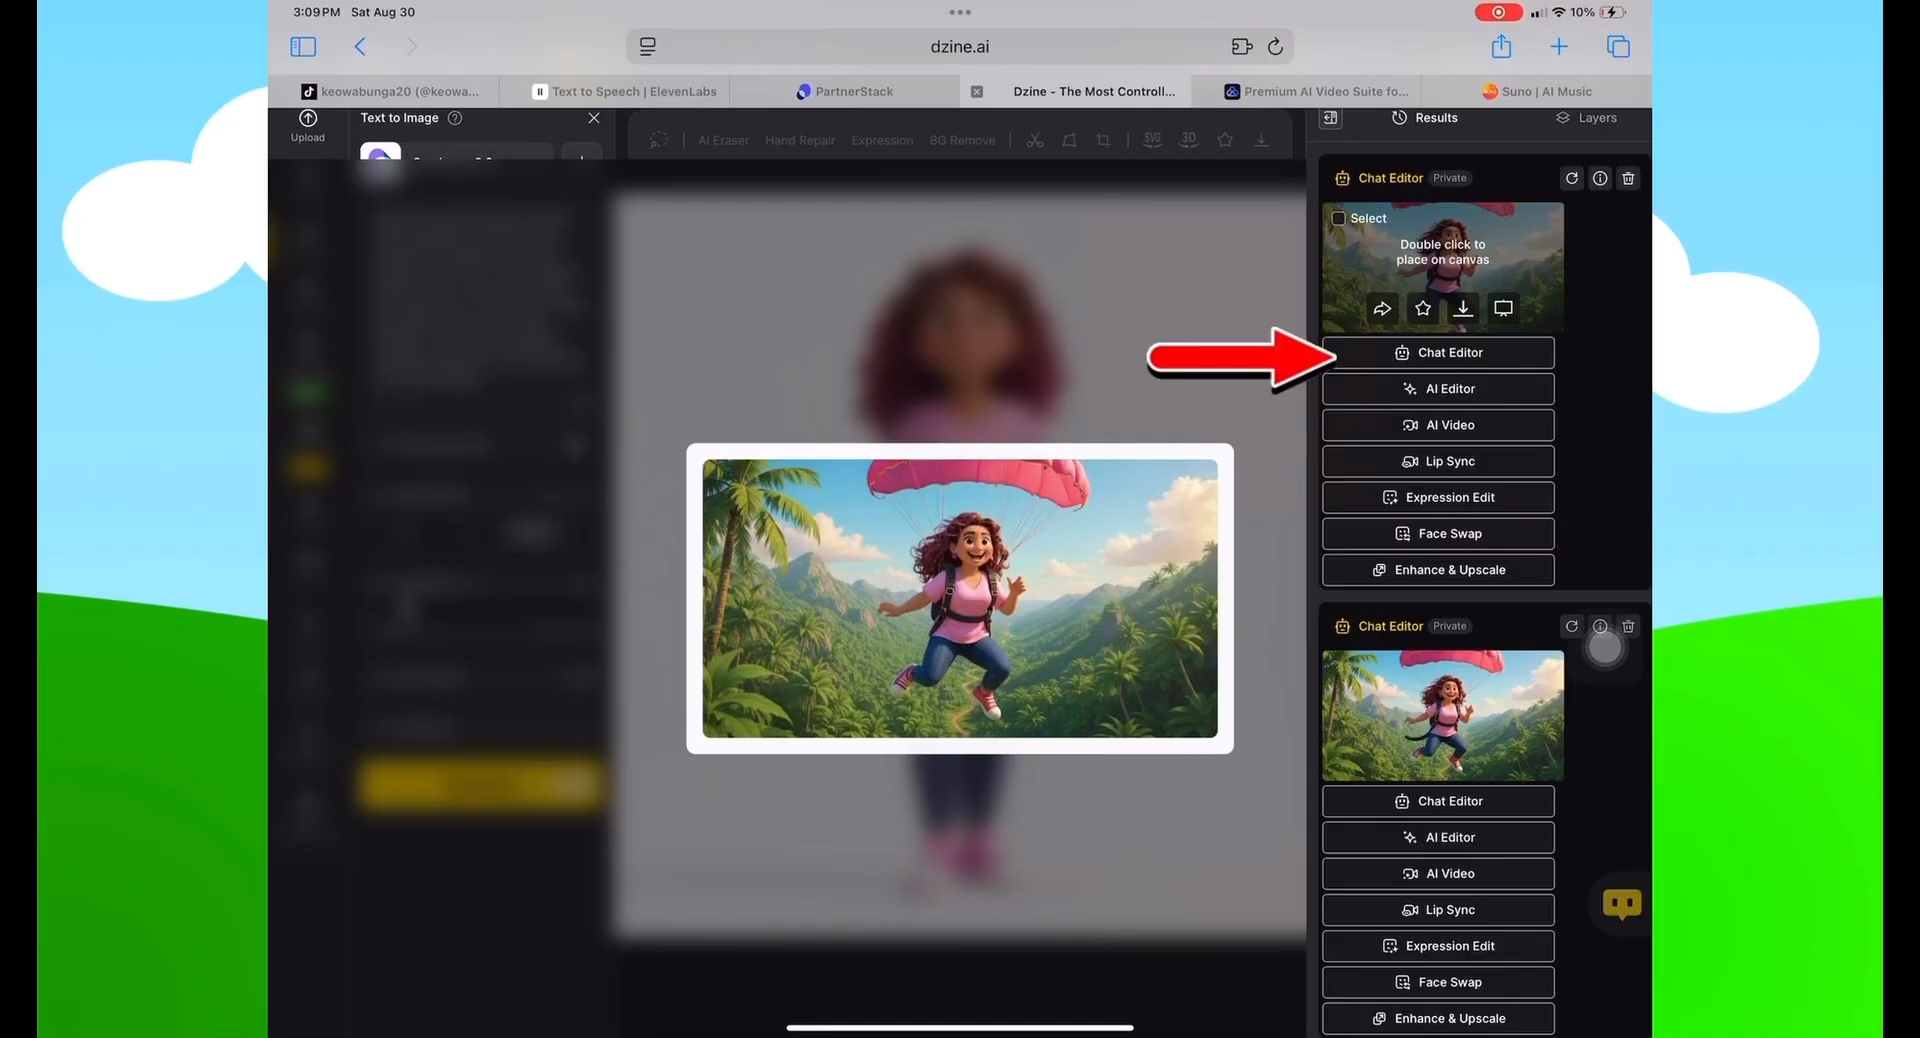 3:09 PM Sat Aug 30
10%
dzine.ai
keowabunga20 (@keowa...
Text to Speech | ElevenLabs
PartnerStack
Dzine - The Most Controll...
Premium AI Video Suite fo...
Suno | AI Music
Upload
Text to Image
AI Eraser
Hand Repair
Expression
BG Remove
SVG
3D
Results
Layers
Chat Editor Private
Select
Double click to
place on canvas
Chat Editor
AI Editor
AI Video
Lip Sync
Expression Edit
Face Swap
Enhance & Upscale
Chat Editor Private
Chat Editor
AI Editor
AI Video
Lip Sync
Expression Edit
Face Swap
Enhance & Upscale